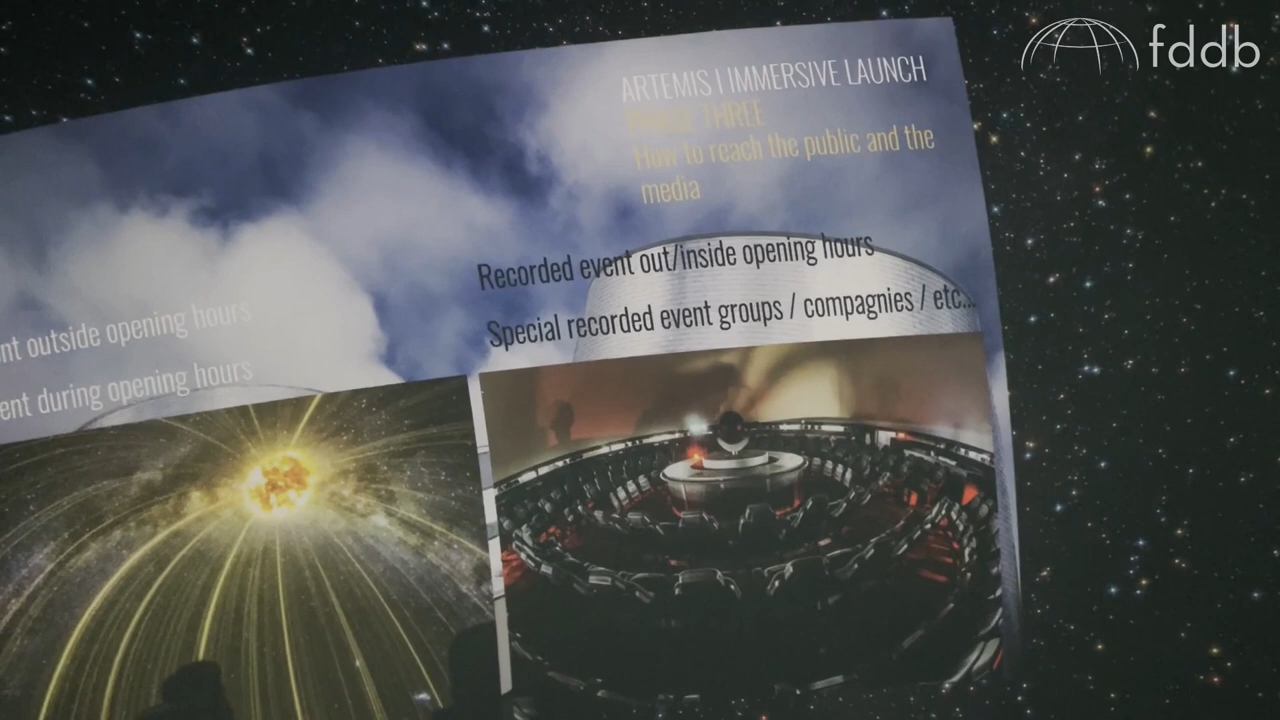 fddb
ARTEMIS I IMMERSIVE LAUNCH
PHASE THREE
How to reach the public and the
media
Recorded event out/inside opening hours
Special recorded event groups / compagnies / etc...
nt outside opening hours
ent during opening hours